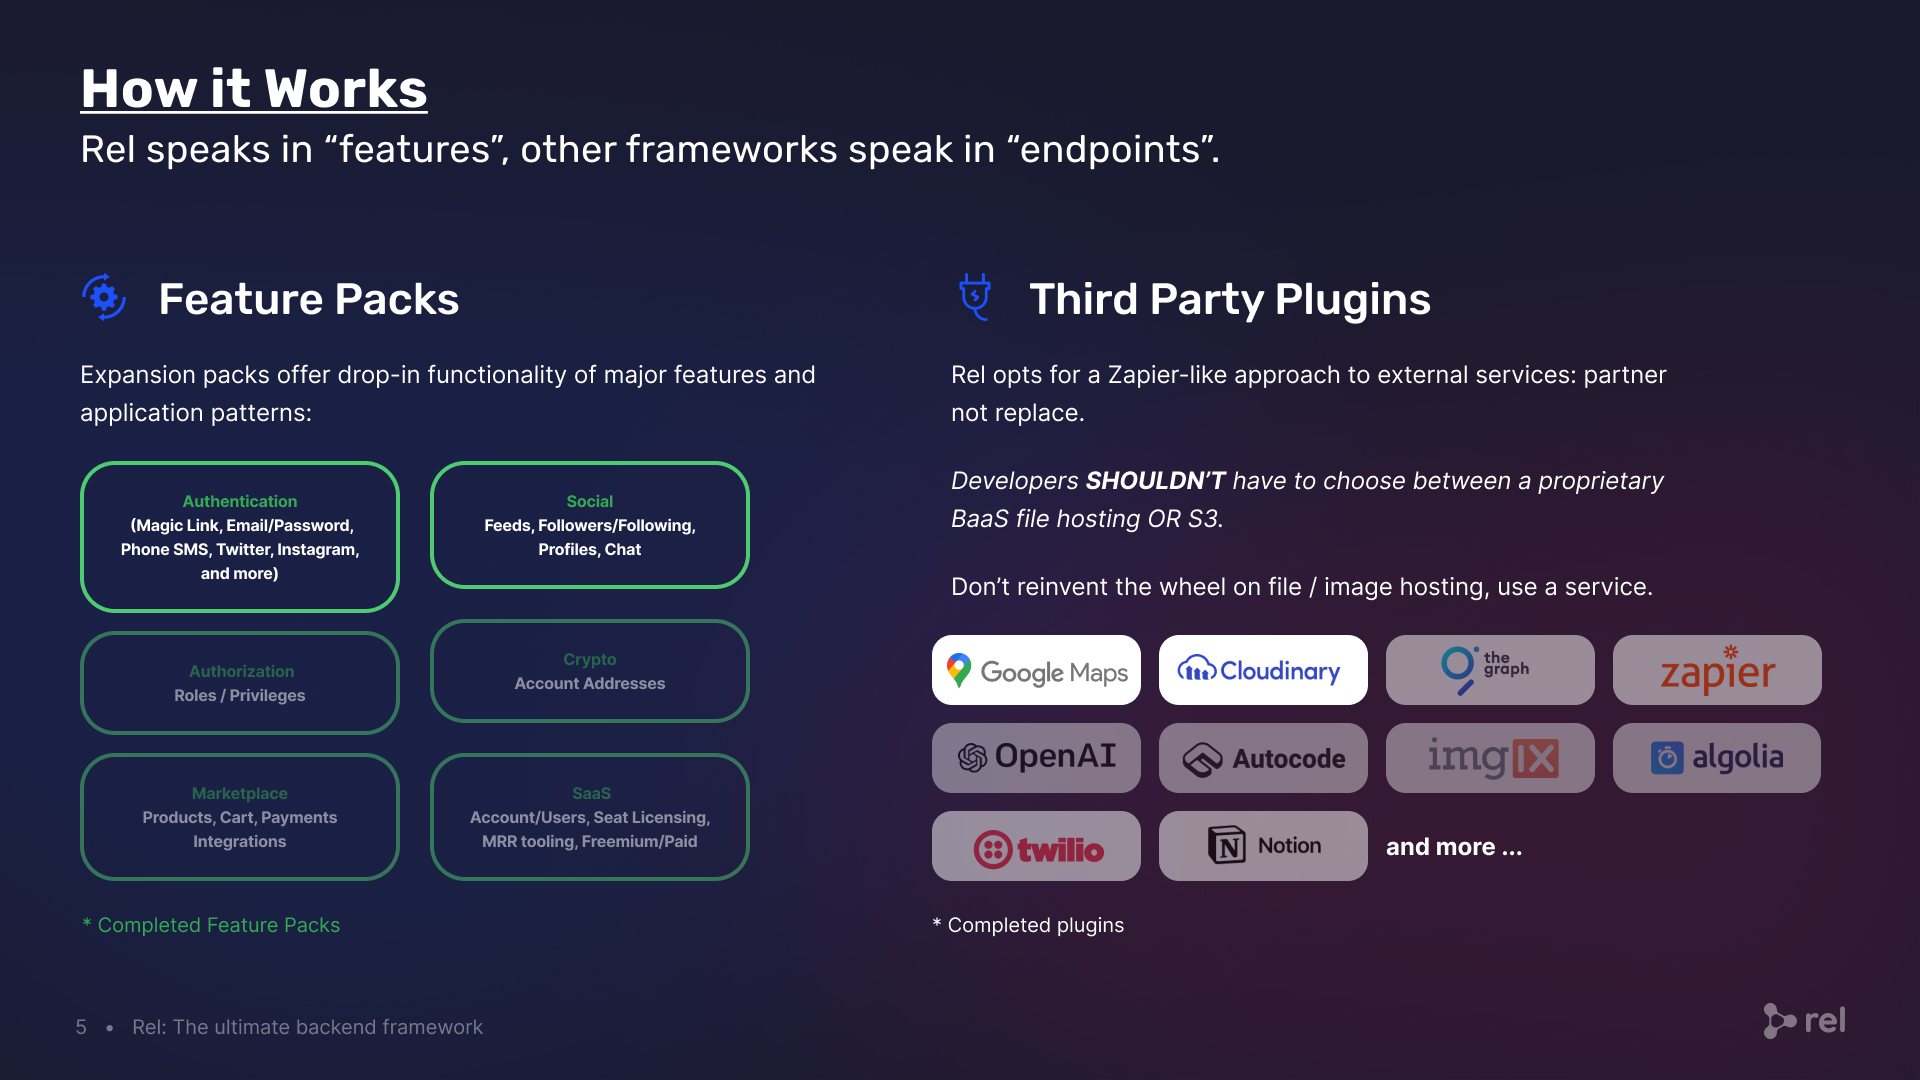 How it Works
Rel speaks in “features”, other frameworks speak in “endpoints”.
Feature Packs
Expansion packs offer drop-in functionality of major features and
application patterns:
Authentication
(Magic Link, Email/Password,
Phone SMS, Twitter, Instagram,
and more)
Social
Feeds, Followers/Following,
Profiles, Chat
Authorization
Roles / Privileges
Crypto
Account Addresses
Marketplace
Products, Cart, Payments
Integrations
SaaS
Account/Users, Seat Licensing,
MRR tooling, Freemium/Paid
* Completed Feature Packs
Third Party Plugins
Rel opts for a Zapier-like approach to external services: partner
not replace.
Developers SHOULDN’T have to choose between a proprietary
BaaS file hosting OR S3.
Don’t reinvent the wheel on file / image hosting, use a service.
Google Maps
Cloudinary
the
graph
zapier
OpenAI
Autocode
imgIX
algolia
twilio
N Notion
and more ...
* Completed plugins
5 • Rel: The ultimate backend framework
rel